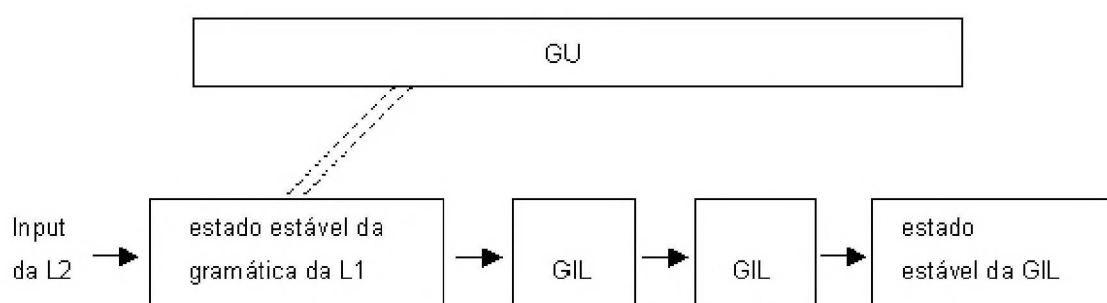 GU
Input
da L2
estado estável da
gramática da L1
GIL
GIL
estado
estável da GIL